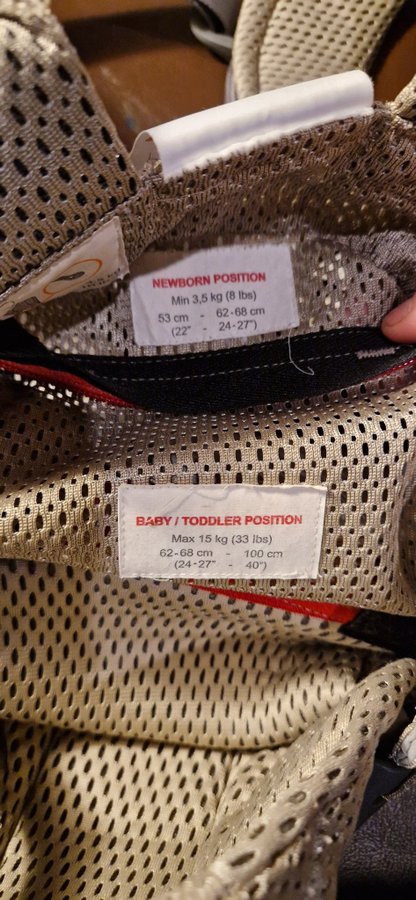 NEWBORN POSITION
Min 3,5 kg (8 lbs)
53 cm - 62-68 cm
(22" - 24-27")
BABY / TODDLER POSITION
Max 15 kg (33 lbs)
62-68 cm - 100 cm
(24-27" - 40")